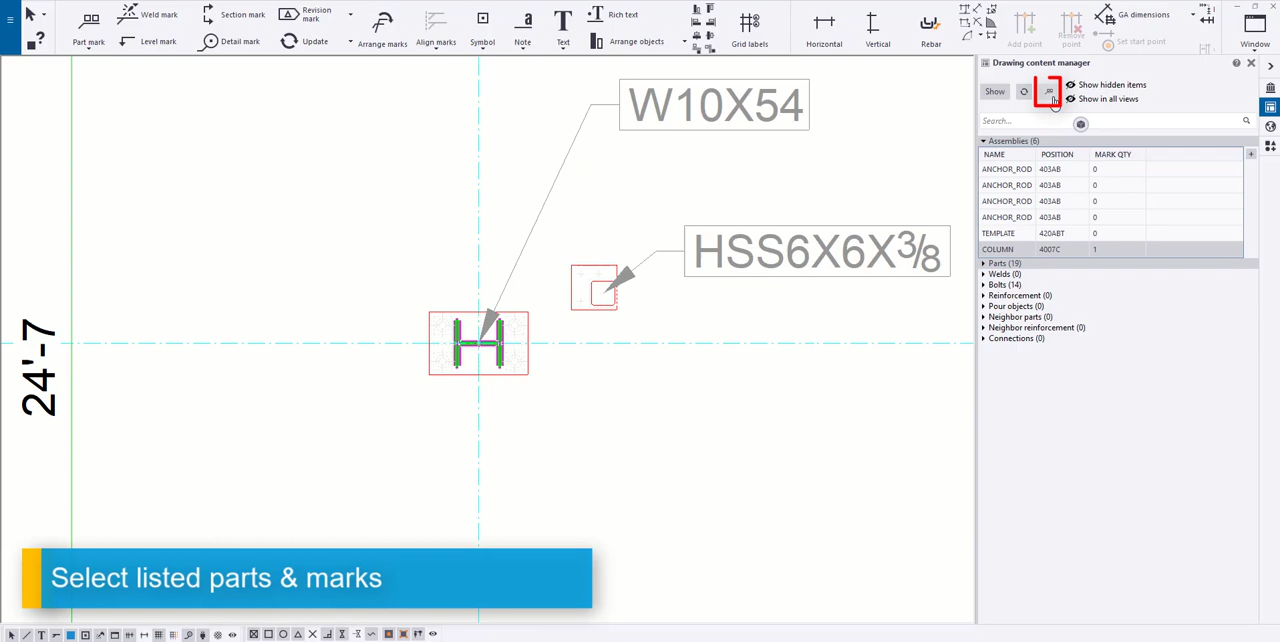 Part mark
Weld mark
Level mark
Section mark
Detail mark
Revision
mark
Update
Arrange marks
Align marks
Symbol
a
Note
T
Text
T
Rich text
Arrange objects
Grid labels
Horizontal
Vertical
Rebar
Add point
Remove
point
GA dimensions
Set start point
Window
Drawing content manager
Show
Show hidden items
Show in all views
Search...
Assemblies (6)
NAME POSITION MARK QTY
ANCHOR_ROD 403AB 0
ANCHOR_ROD 403AB 0
ANCHOR_ROD 403AB 0
ANCHOR_ROD 403AB 0
TEMPLATE 420ABT 0
COLUMN 4007C 1
Parts (19)
Welds (0)
Bolts (14)
Reinforcement (0)
Pour objects (0)
Neighbor parts (0)
Neighbor reinforcement (0)
Connections (0)
W10X54
HSS6X6X⅜
24'-7
Select listed parts & marks